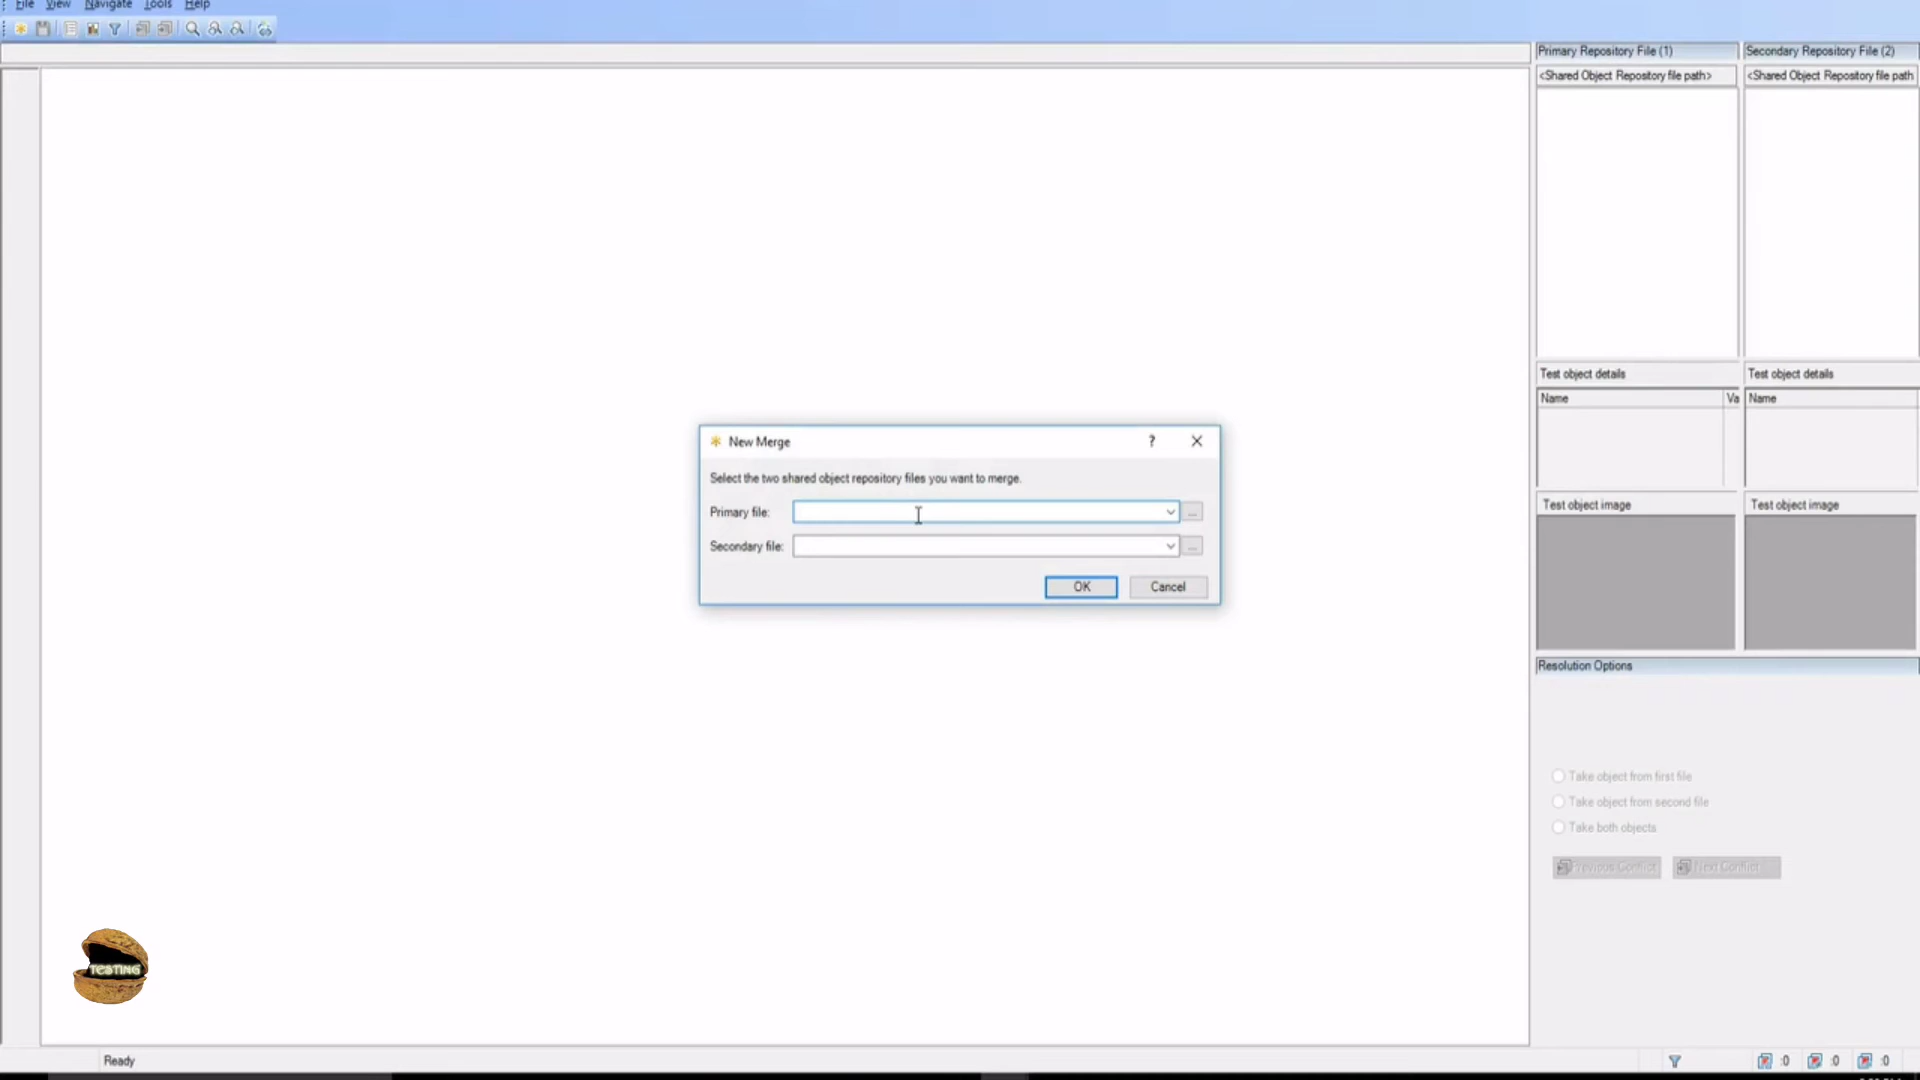 File View Navigate Tools Help
Primary Repository File (1)
Secondary Repository File (2)
<Shared Object Repository file path>
<Shared Object Repository file path
Test object details
Test object details
Name
Va
Name
Test object image
Test object image
New Merge
?
Select the two shared object repository files you want to merge.
Primary file:
...
Secondary file:
...
OK
Cancel
Resolution Options
Take object from first file
Take object from second file
Take both objects
Previous Conflict
Next Conflict
TESTING
Ready
:0
:0
:0